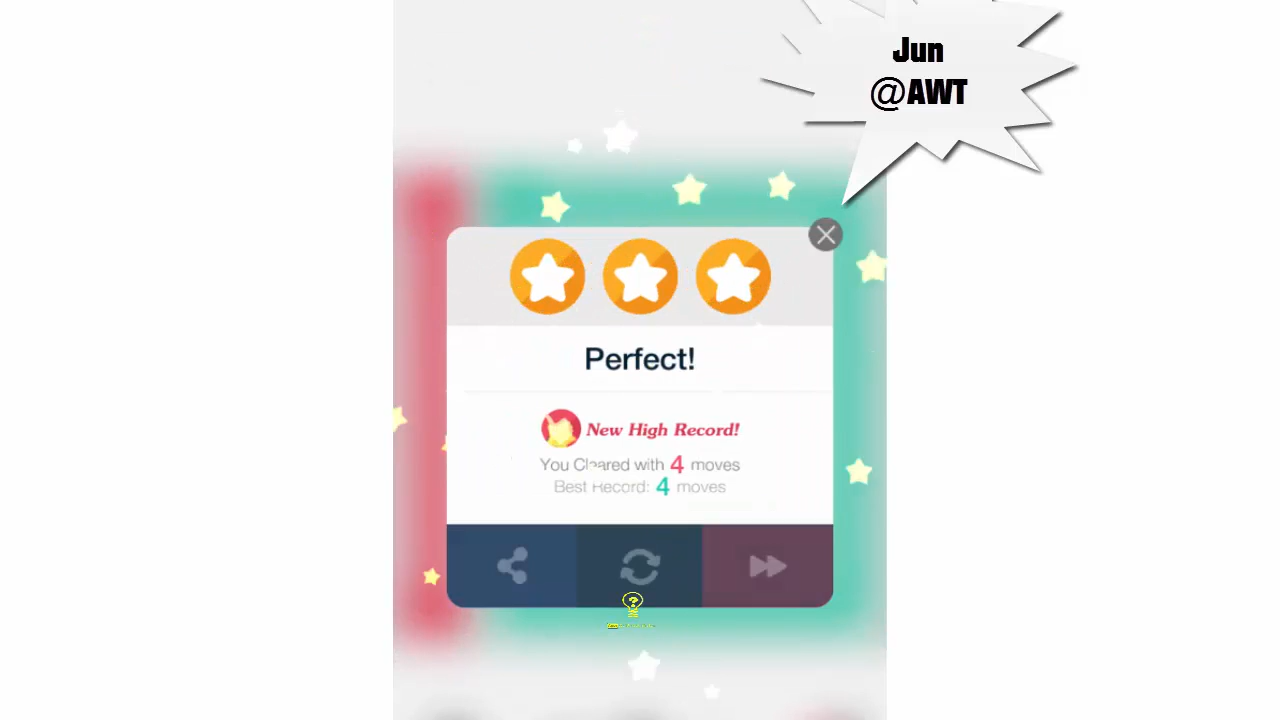 Jun
@AWT
Perfect!
New High Record!
You Cleared with 4 moves
Best Record: 4 moves